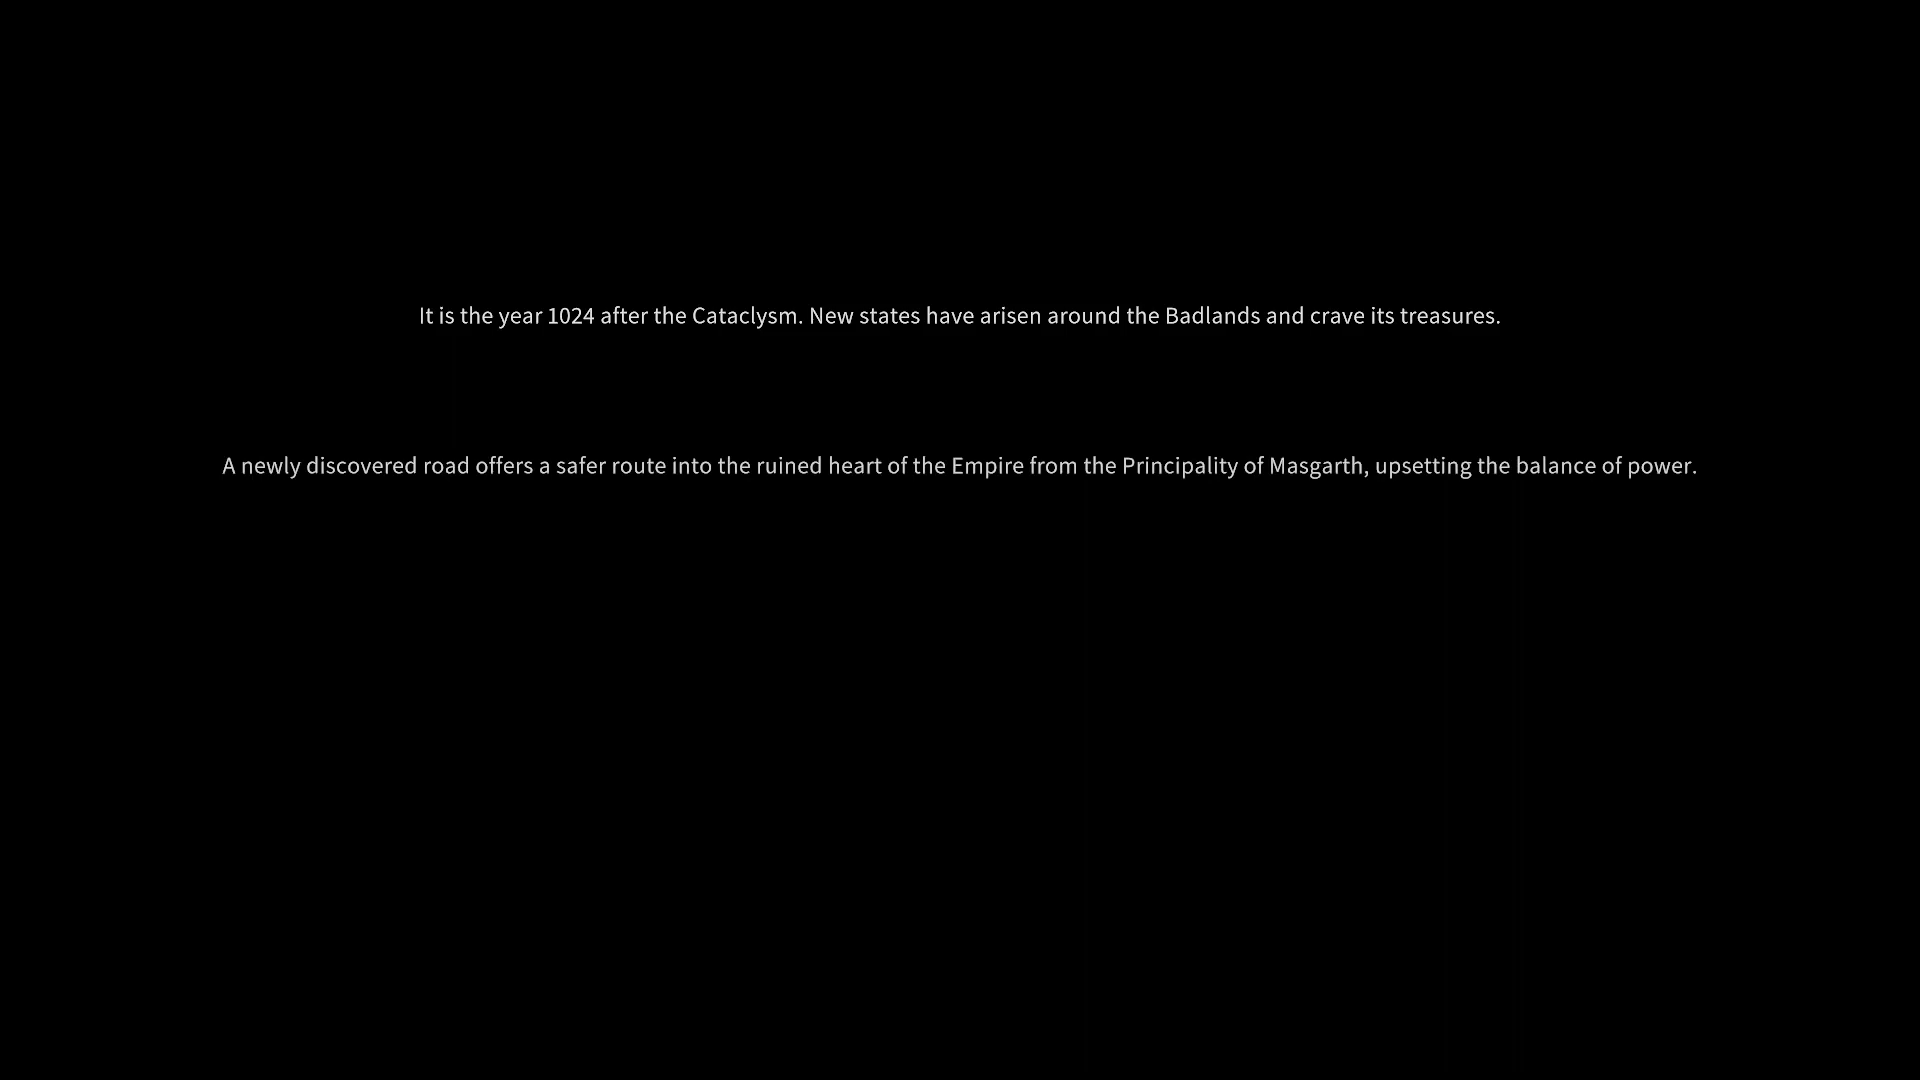 It is the year 1024 after the Cataclysm. New states have arisen around the Badlands and crave its treasures.
A newly discovered road offers a safer route into the ruined heart of the Empire from the Principality of Masgarth, upsetting the balance of power.